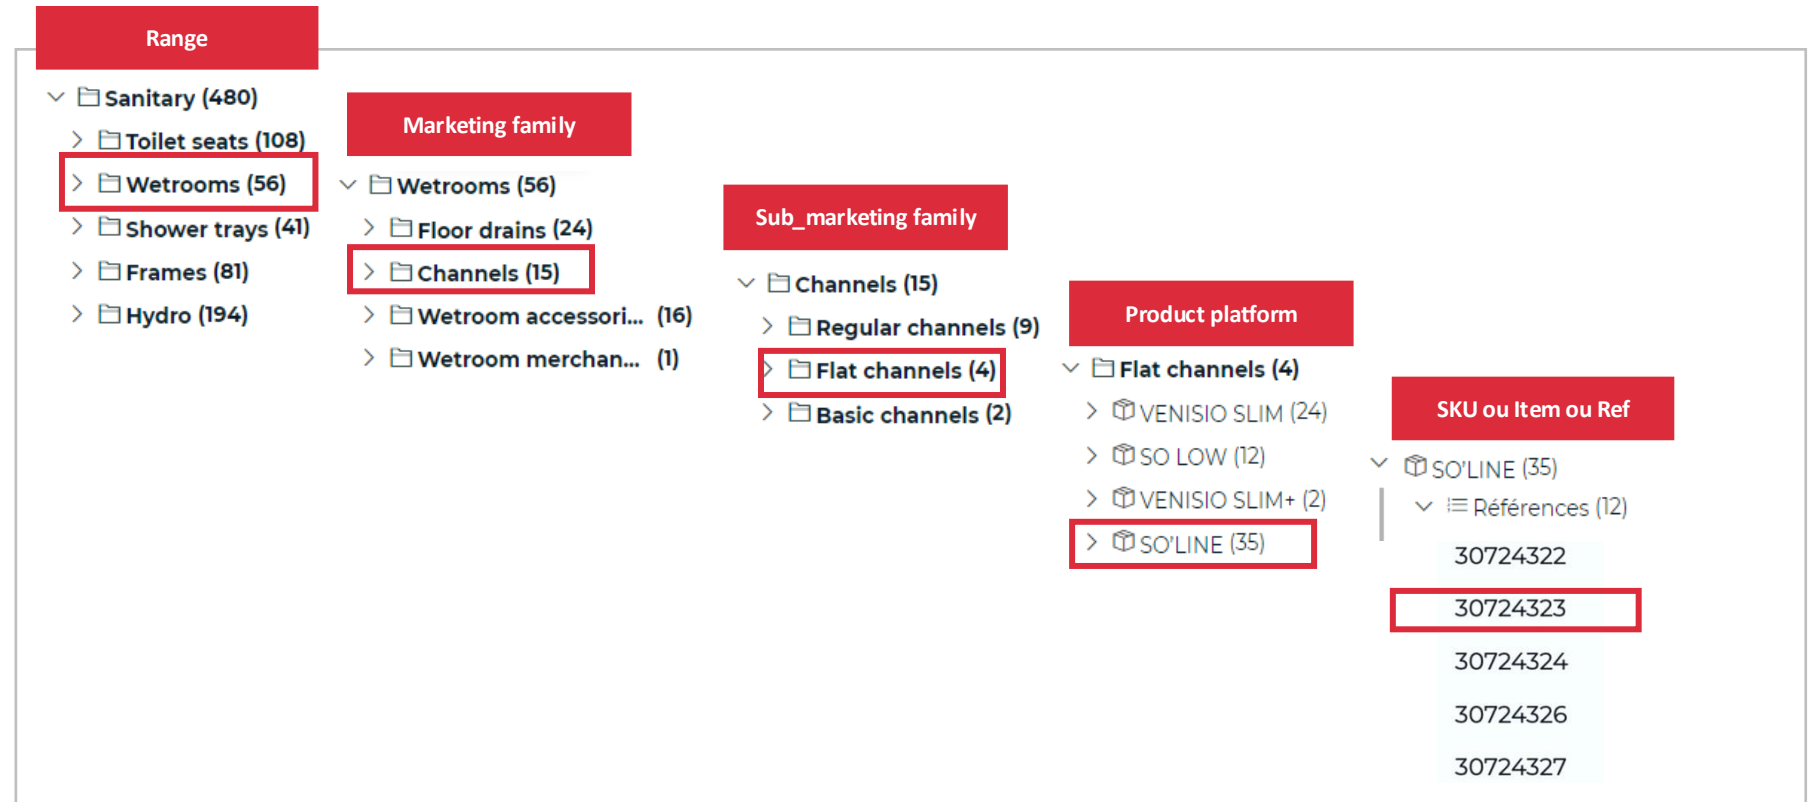 Range
Sanitary (480)
Toilet seats (108)
Wetrooms (56)
Shower trays (41)
Frames (81)
Hydro (194)
Marketing family
Wetrooms (56)
Floor drains (24)
Channels (15)
Wetroom accessori... (16)
Wetroom merchan... (1)
Sub_marketing family
Channels (15)
Regular channels (9)
Flat channels (4)
Basic channels (2)
Product platform
Flat channels (4)
VENISIO SLIM (24)
SO LOW (12)
VENISIO SLIM+ (2)
SO'LINE (35)
SKU ou Item ou Ref
SO'LINE (35)
Références (12)
30724322
30724323
30724324
30724326
30724327